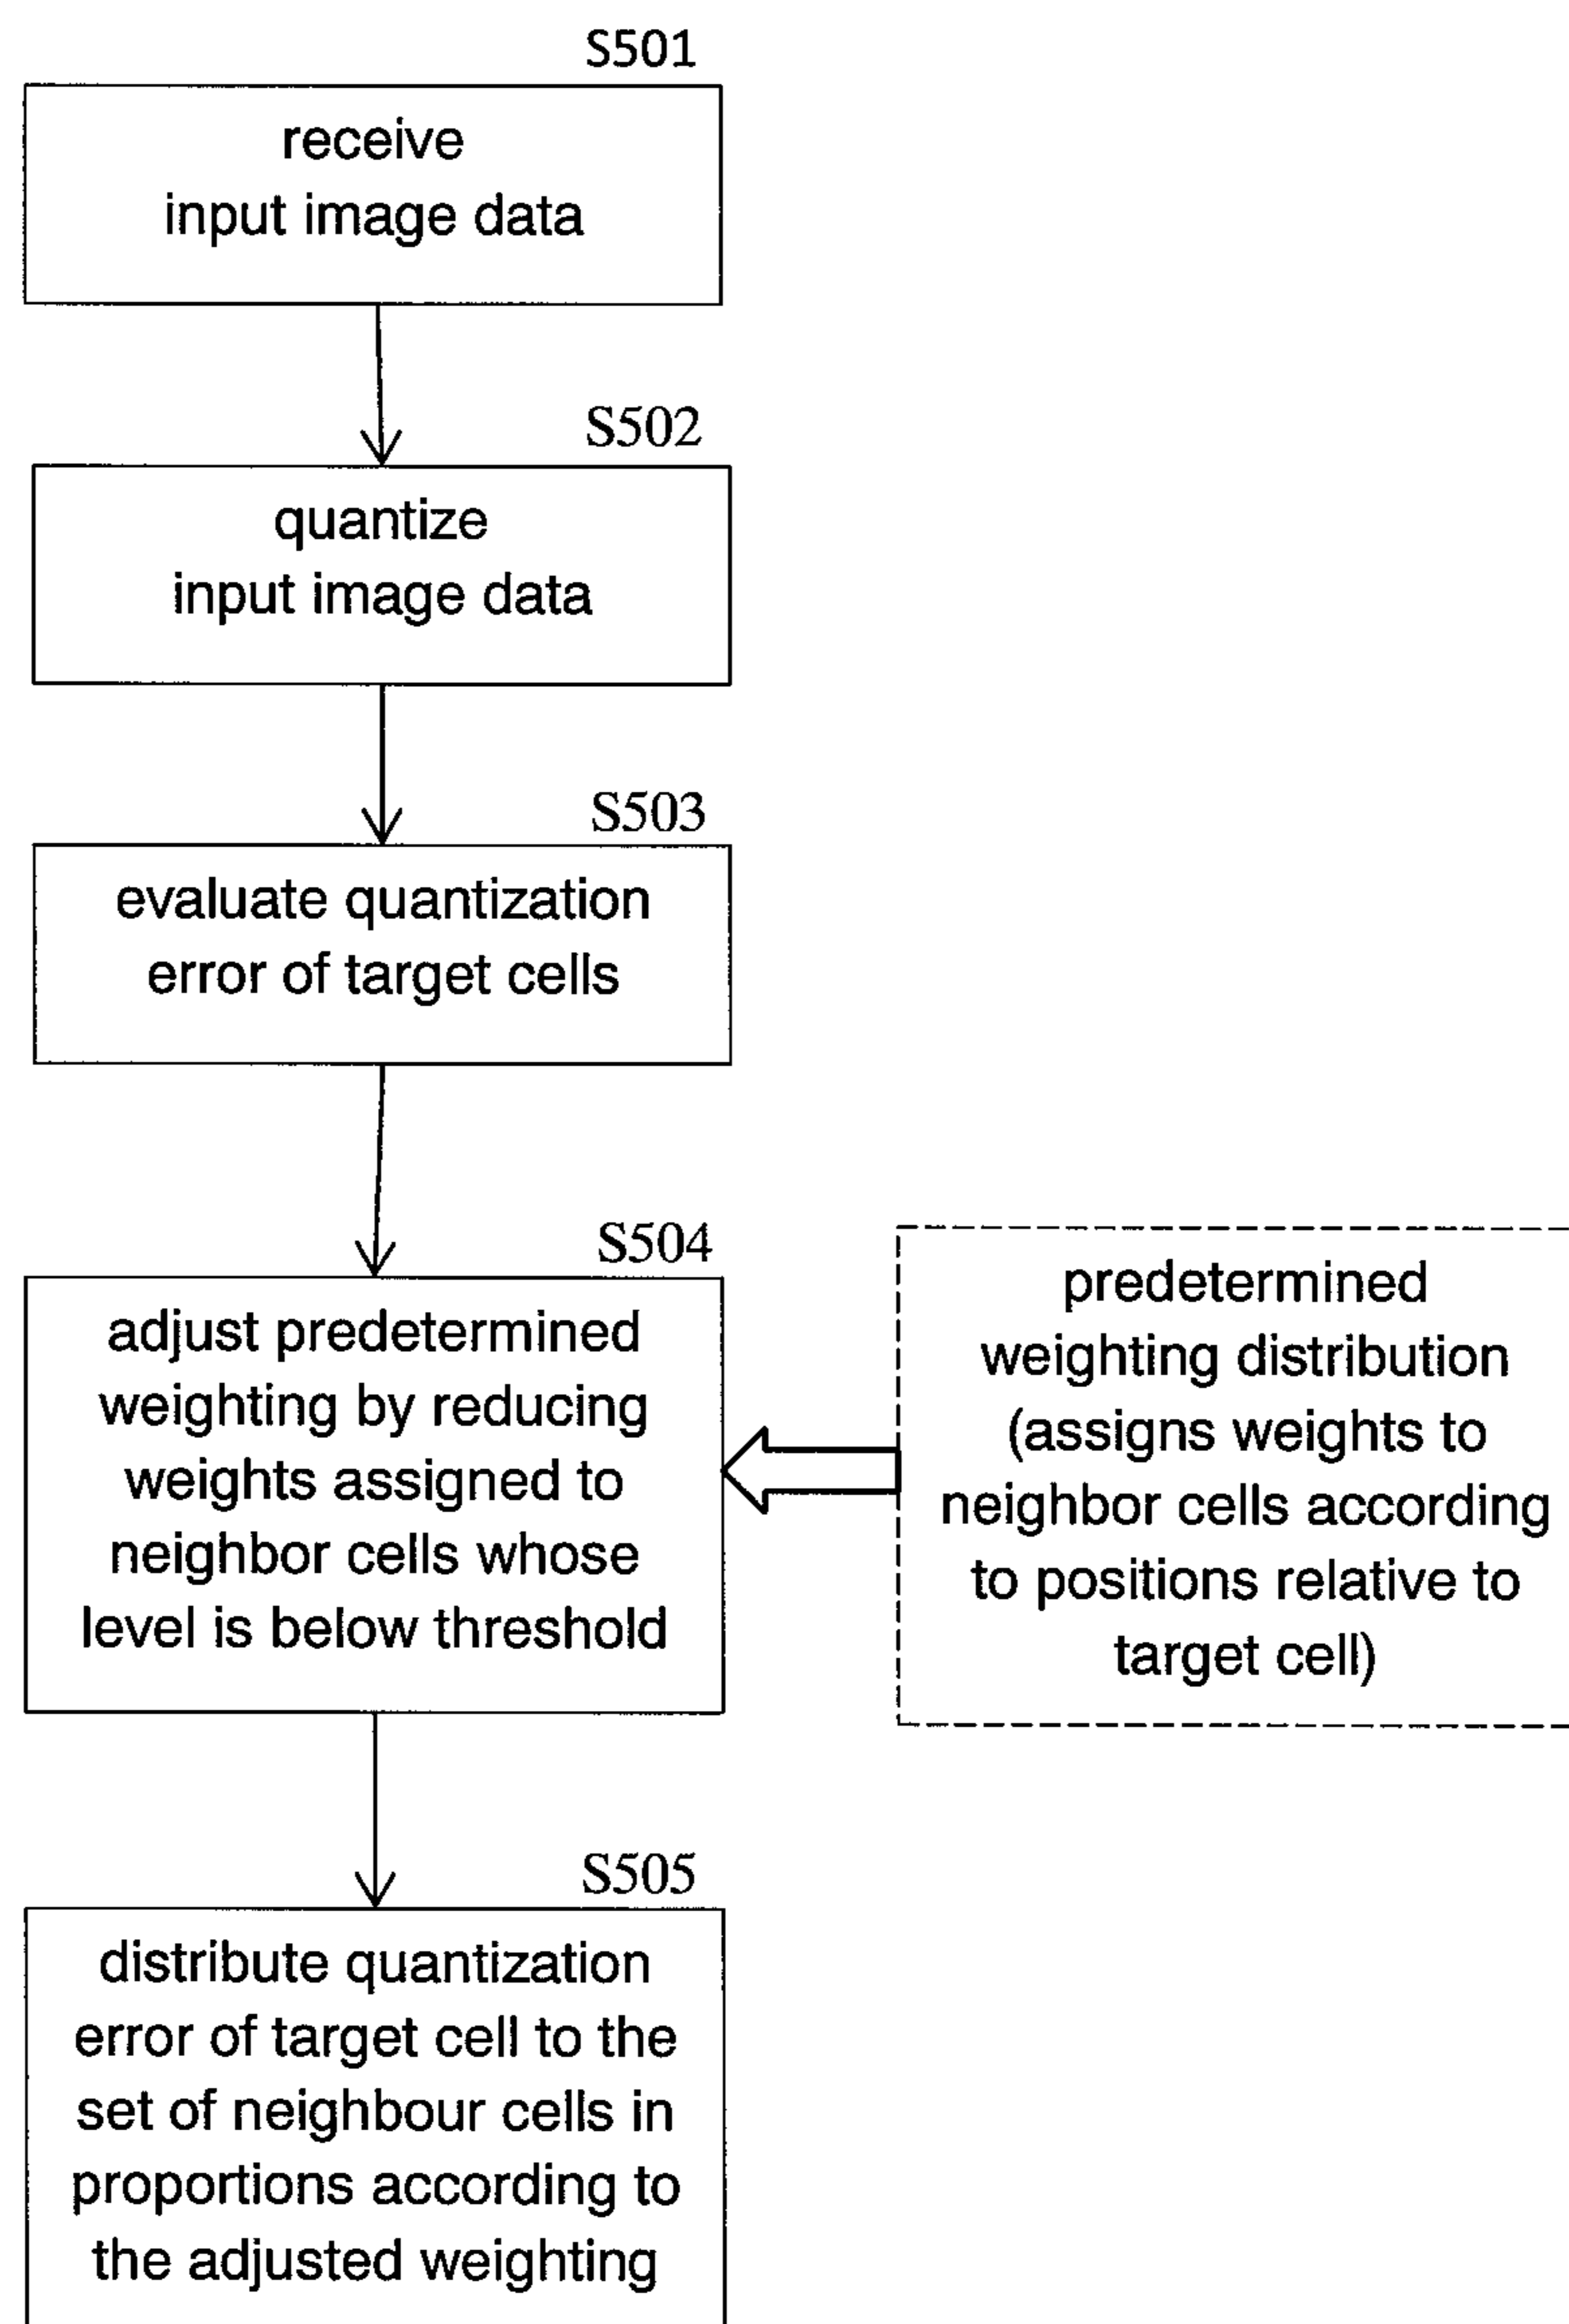 S501
receive
input image data
S502
quantize
input image data
S503
evaluate quantization
error of target cells
S504
adjust predetermined
weighting by reducing
weights assigned to
neighbor cells whose
level is below threshold
predetermined
weighting distribution
(assigns weights to
neighbor cells according
to positions relative to
target cell)
S505
distribute quantization
error of target cell to the
set of neighbour cells in
proportions according to
the adjusted weighting